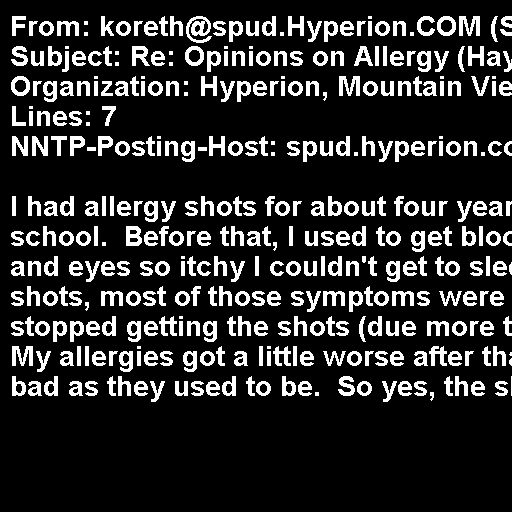 From: koreth@spud.Hyperion.COM (S
Subject: Re: Opinions on Allergy (Hay
Organization: Hyperion, Mountain Vie
Lines: 7
NNTP-Posting-Host: spud.hyperion.co
I had allergy shots for about four year
school.  Before that, I used to get bloo
and eyes so itchy I couldn't get to slee
shots, most of those symptoms were
stopped getting the shots (due more t
My allergies got a little worse after tha
bad as they used to be.  So yes, the s